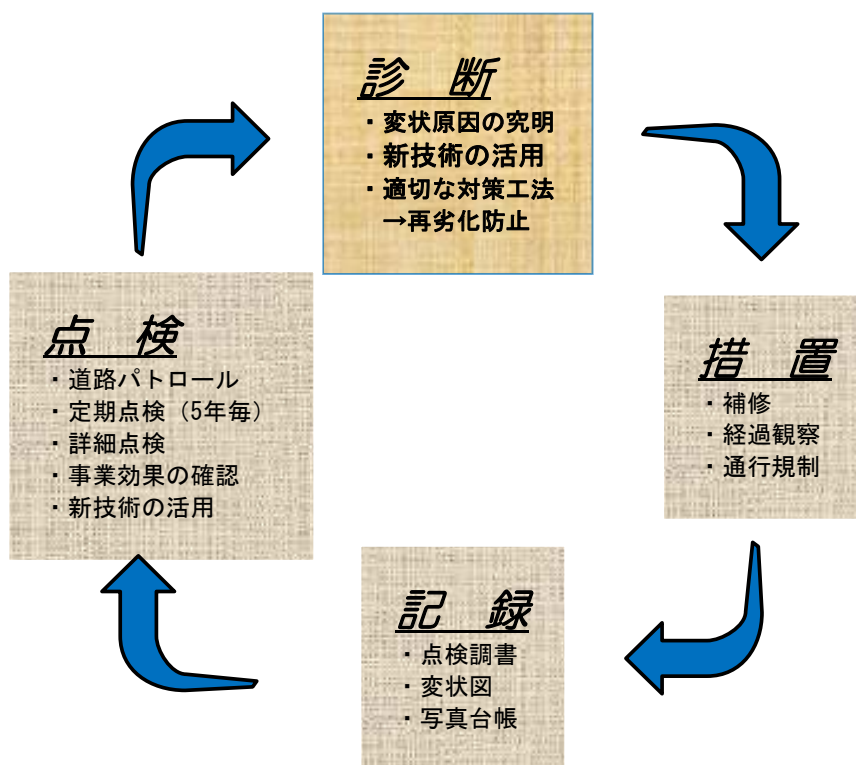 診　断
・変状原因の究明
・新技術の活用
・適切な対策工法
→再劣化防止
点　検
・道路パトロール
・定期点検（5年毎）
・詳細点検
・事業効果の確認
・新技術の活用
措　置
・補修
・経過観察
・通行規制
記　録
・点検調書
・変状図
・写真台帳